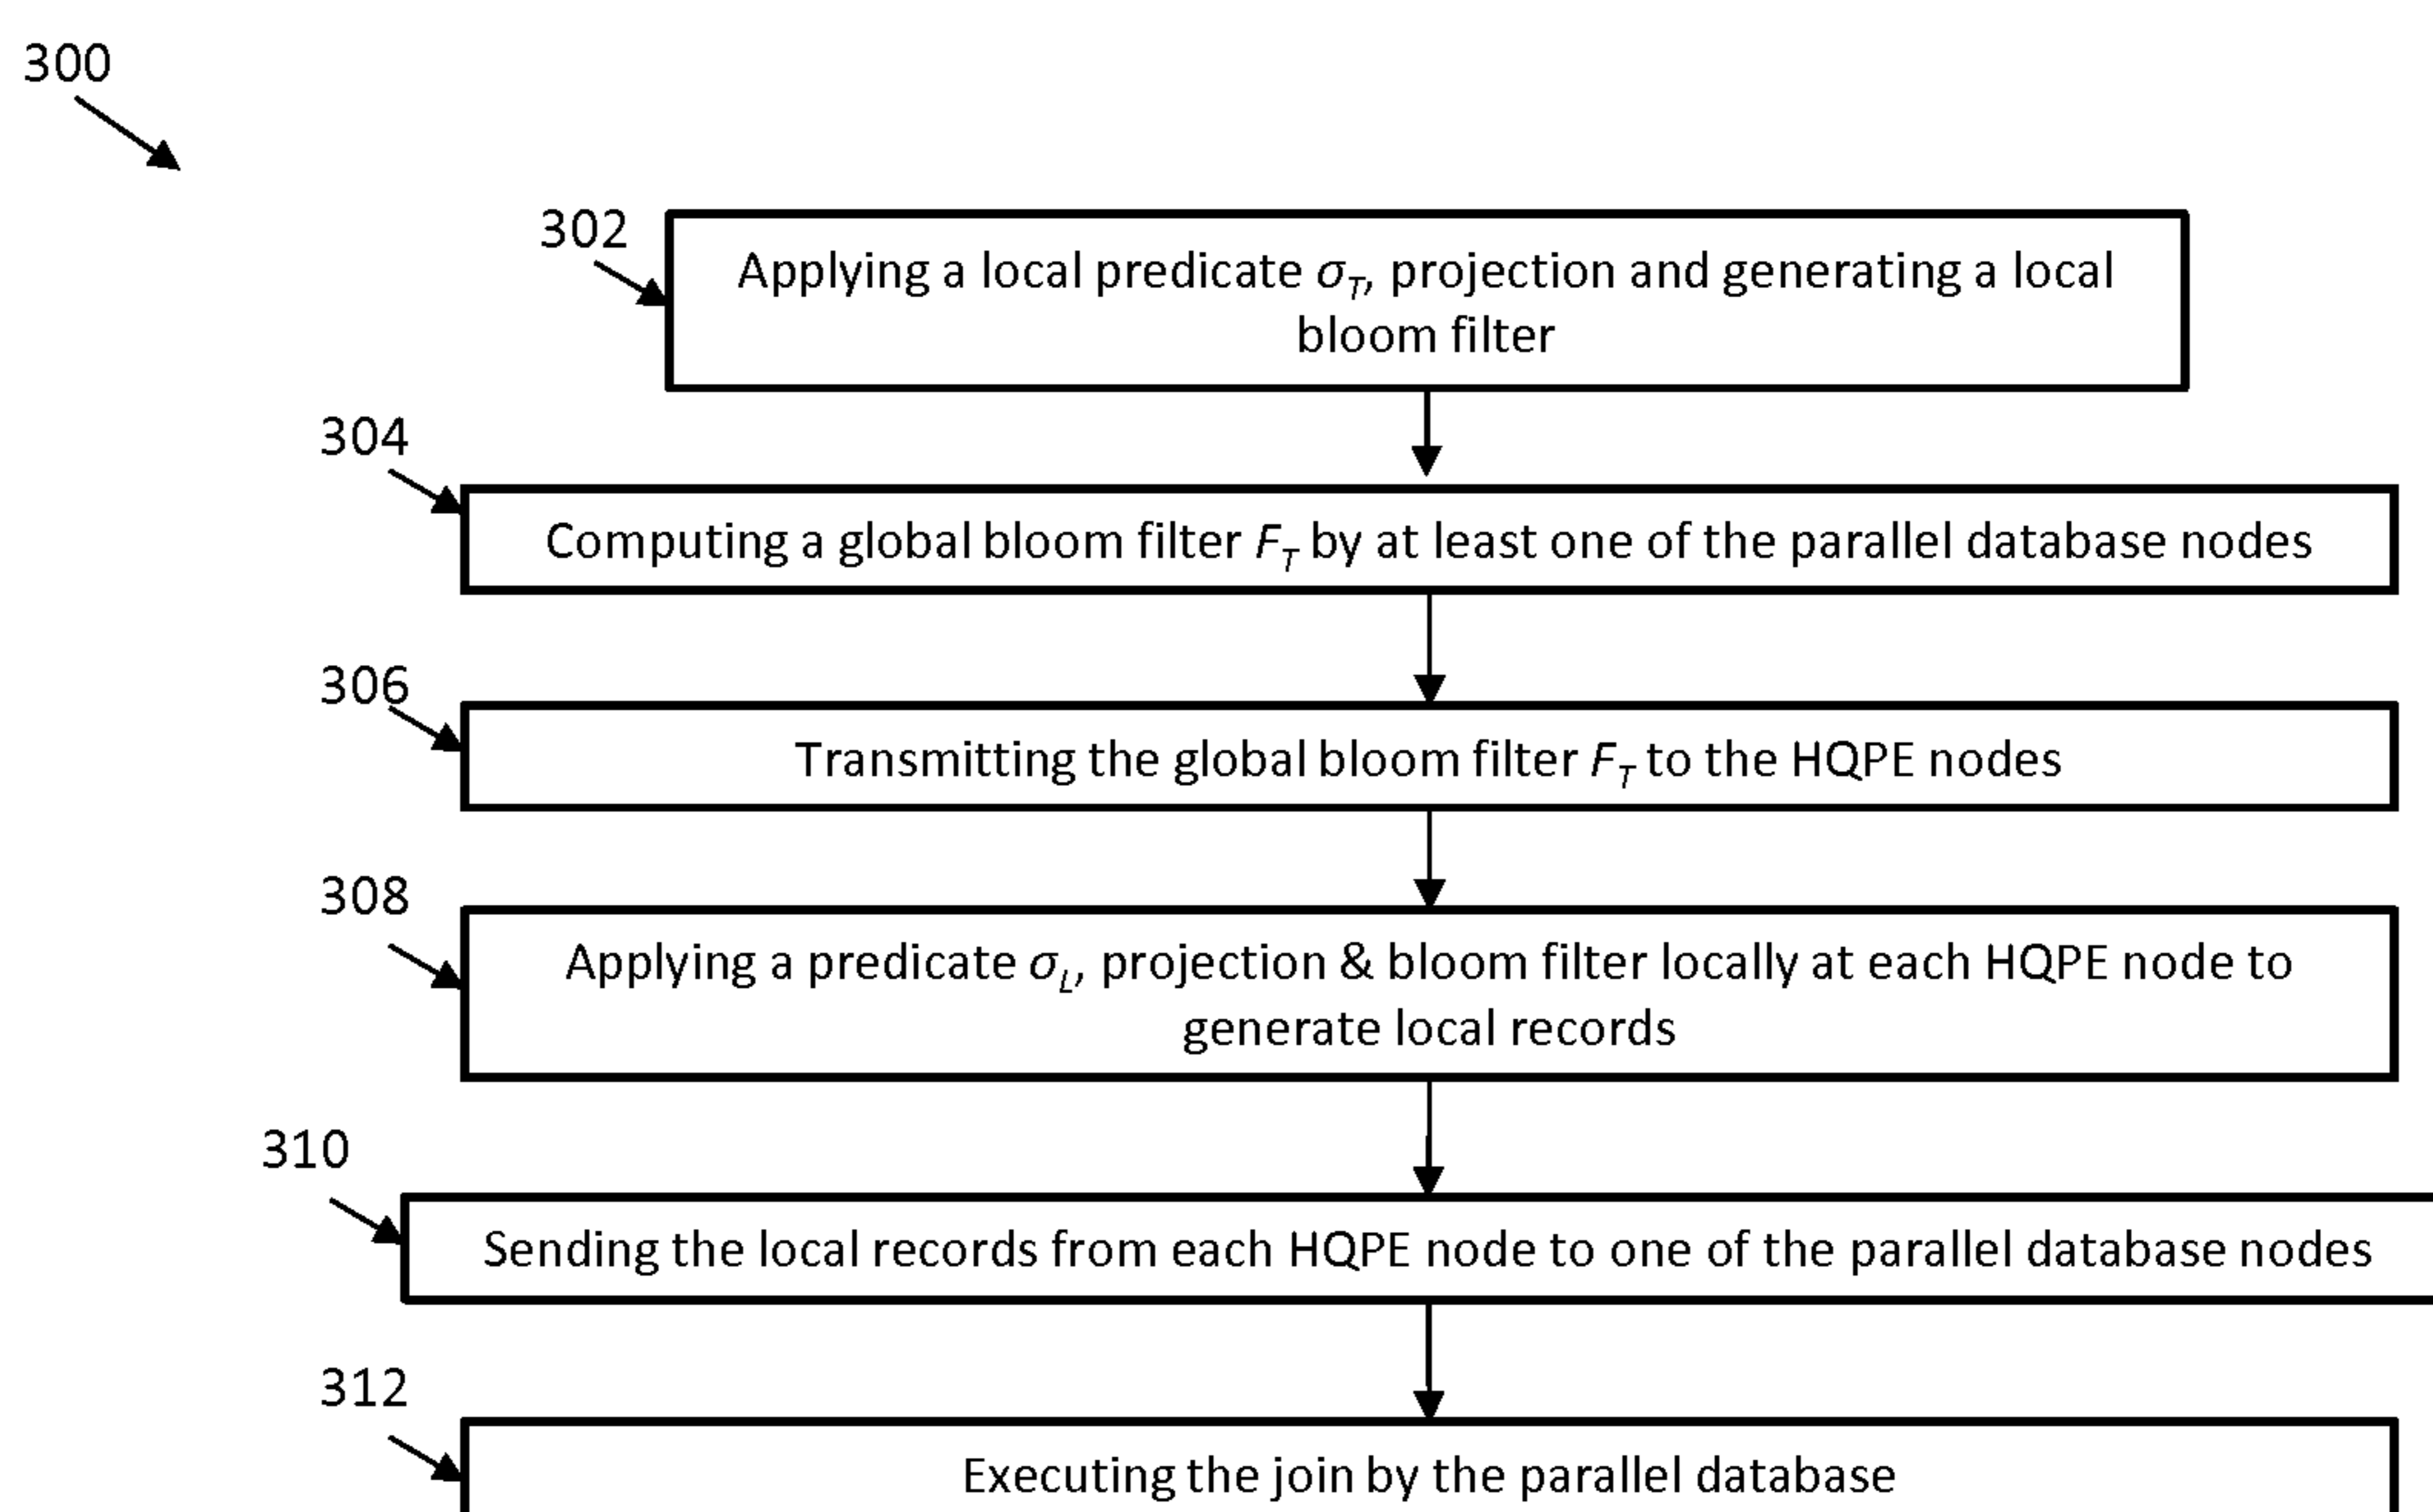 300
302
Applying a local predicate σT, projection and generating a local
bloom filter
304
Computing a global bloom filter FT by at least one of the parallel database nodes
306
Transmitting the global bloom filter FT to the HQPE nodes
308
Applying a predicate σL, projection & bloom filter locally at each HQPE node to
generate local records
310
Sending the local records from each HQPE node to one of the parallel database nodes
312
Executing the join by the parallel database